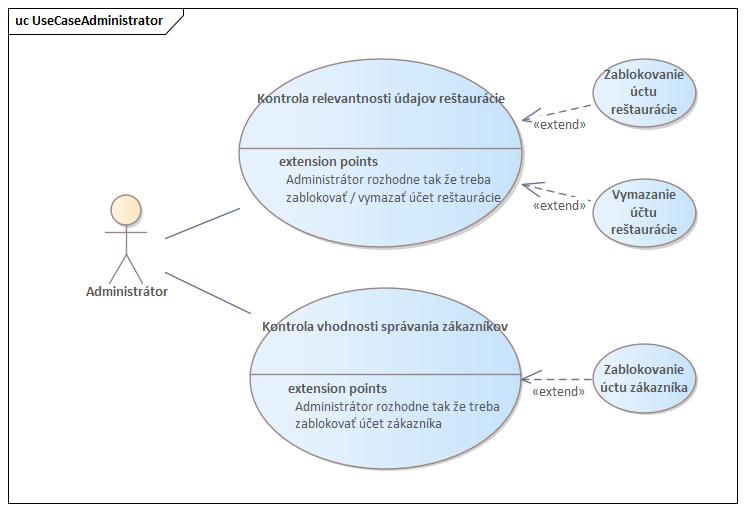 uc UseCaseAdministrator
Kontrola relevantnosti údajov reštaurácie
extension points
Administrátor rozhodne tak že treba
zablokovať / vymazať účet reštaurácie
Zablokovanie
úctu
reštaurácie
«extend»
Vymazanie
účtu
reštaurácie
«extend»
Administrátor
Kontrola vhodnosti správania zákazníkov
extension points
Administrátor rozhodne tak že treba
zablokovať účet zákazníka
Zablokovanie
úctu zákazníka
«extend»